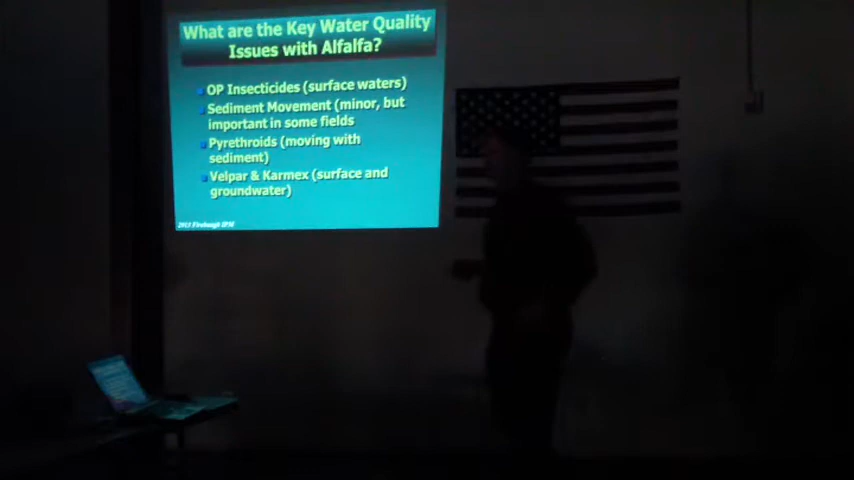 What are the Key Water Quality
Issues with Alfalfa?
OP Insecticides (surface waters)
Sediment Movement (minor, but
important in some fields
Pyrethroids (moving with
sediment)
Velpar & Karmex (surface and
groundwater)
IPM